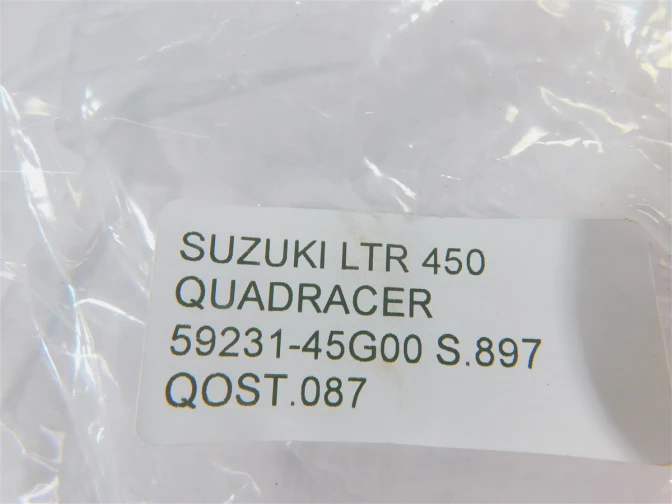 SUZUKI LTR 450
QUADRACER
59231-45G00 S.897
QOST.087